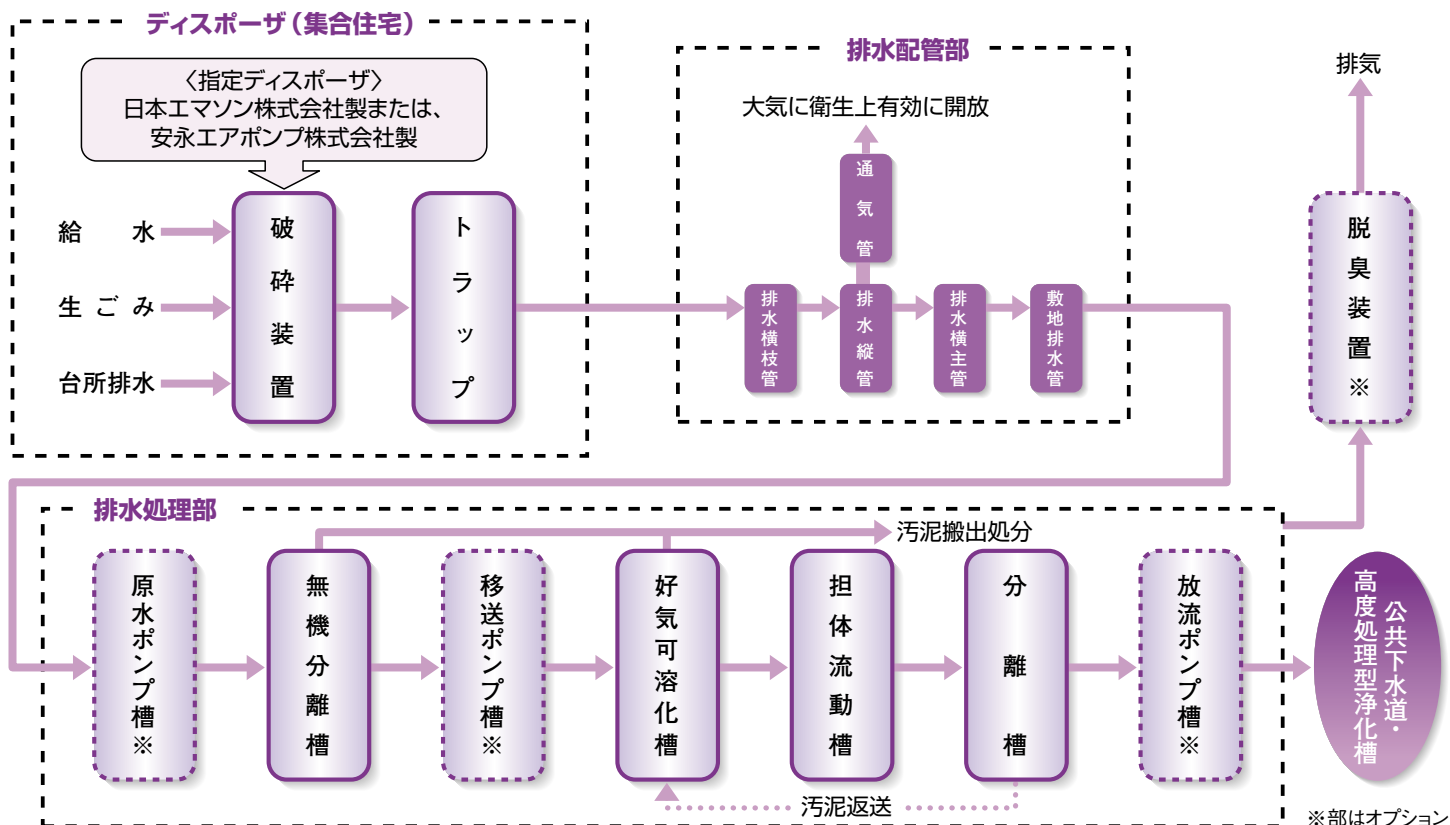 ディスポーザ（集合住宅）
〈指定ディスポーザ〉
日本エマソン株式会社製または、
安永エアポンプ株式会社製
給水
生ごみ
台所排水
破砕装置
トラップ
排水配管部
大気に衛生上有効に開放
通気管
排水横枝管
排水縦管
排水横主管
敷地排水管
排気
脱臭装置※
排水処理部
汚泥搬出処分
原水ポンプ槽※
無機分離槽
移送ポンプ槽※
好気可溶化槽
担体流動槽
分離槽
放流ポンプ槽※
公共下水道・
高度処理型浄化槽
汚泥返送
※部はオプション